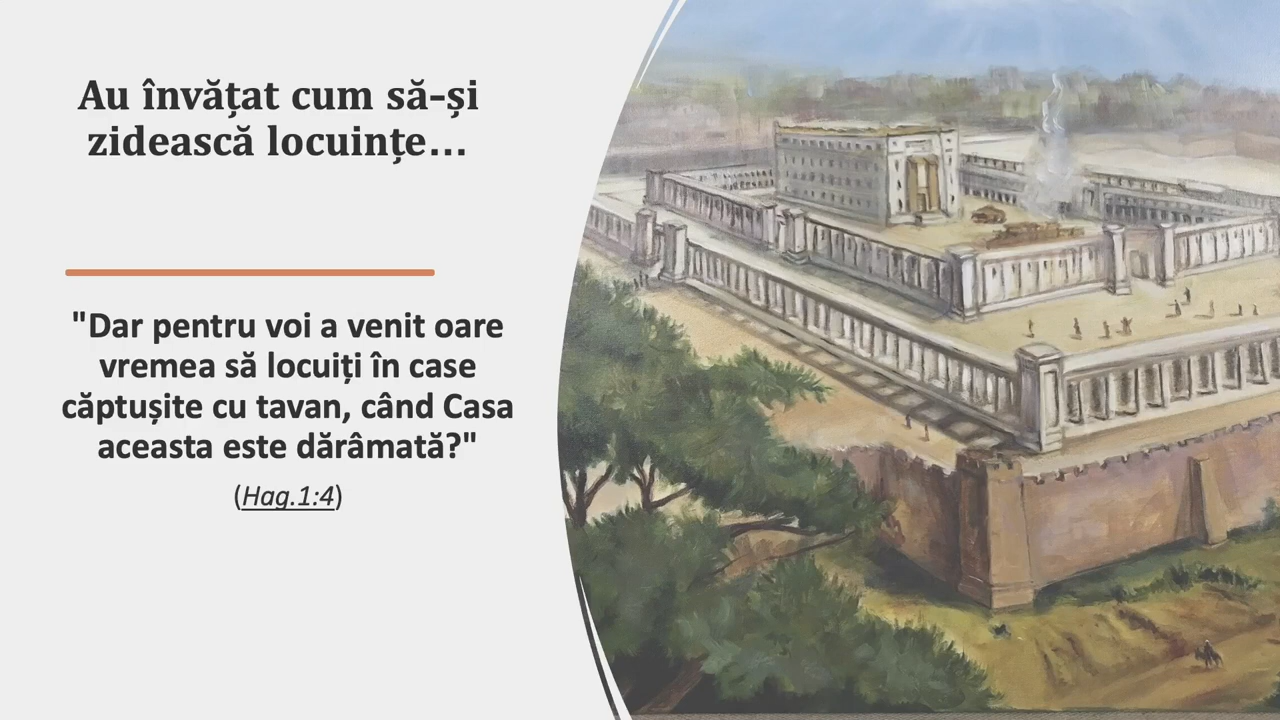 Au învățat cum să-și
zidească locuințe...
"Dar pentru voi a venit oare
vremea să locuiți în case
căptușite cu tavan, când Casa
aceasta este dărâmată?"
(Hag.1:4)